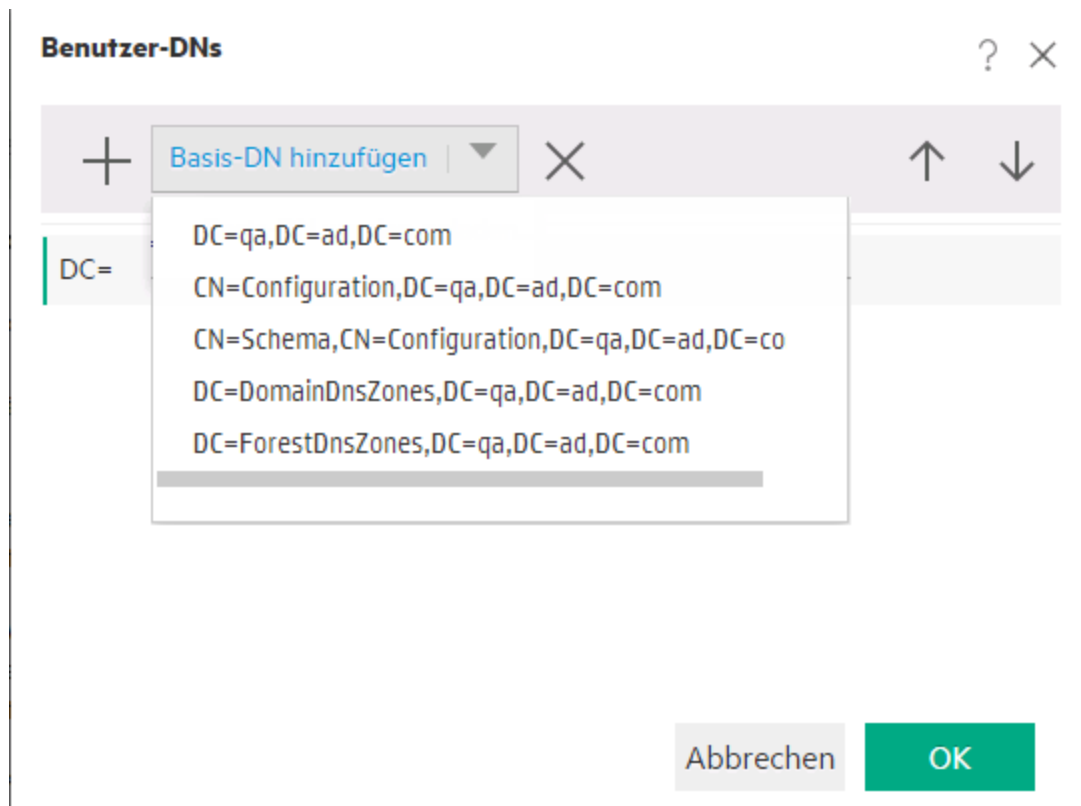 Benutzer-DNs
?
Basis-DN hinzufügen
DC=
DC=qa,DC=ad,DC=com
CN=Configuration,DC=qa,DC=ad,DC=com
CN=Schema,CN=Configuration,DC=qa,DC=ad,DC=co
DC=DomainDnsZones,DC=qa,DC=ad,DC=com
DC=ForestDnsZones,DC=qa,DC=ad,DC=com
Abbrechen
OK